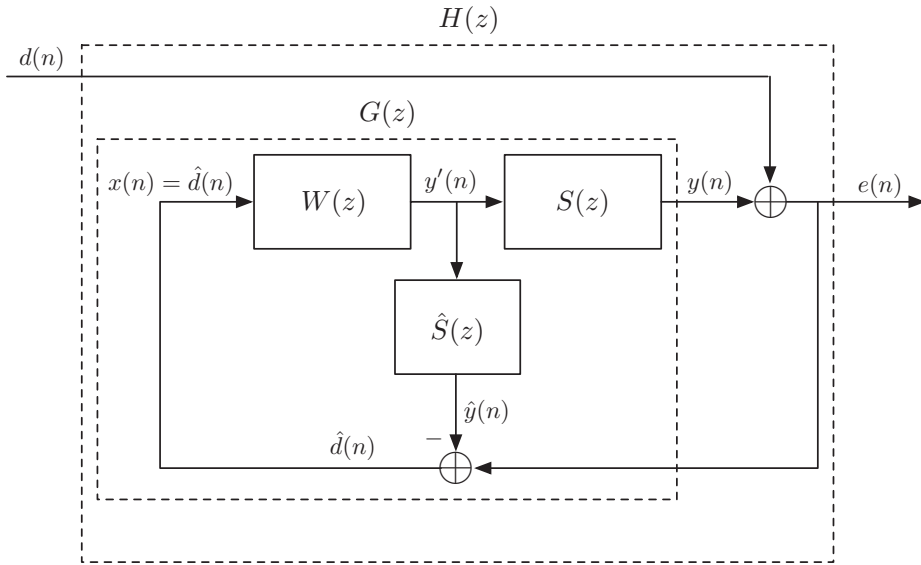 H(z)
d(n)
G(z)
x(n) = d̂(n)
W(z)
y′(n)
S(z)
y(n)
e(n)
Ŝ(z)
ŷ(n)
d̂(n)
−